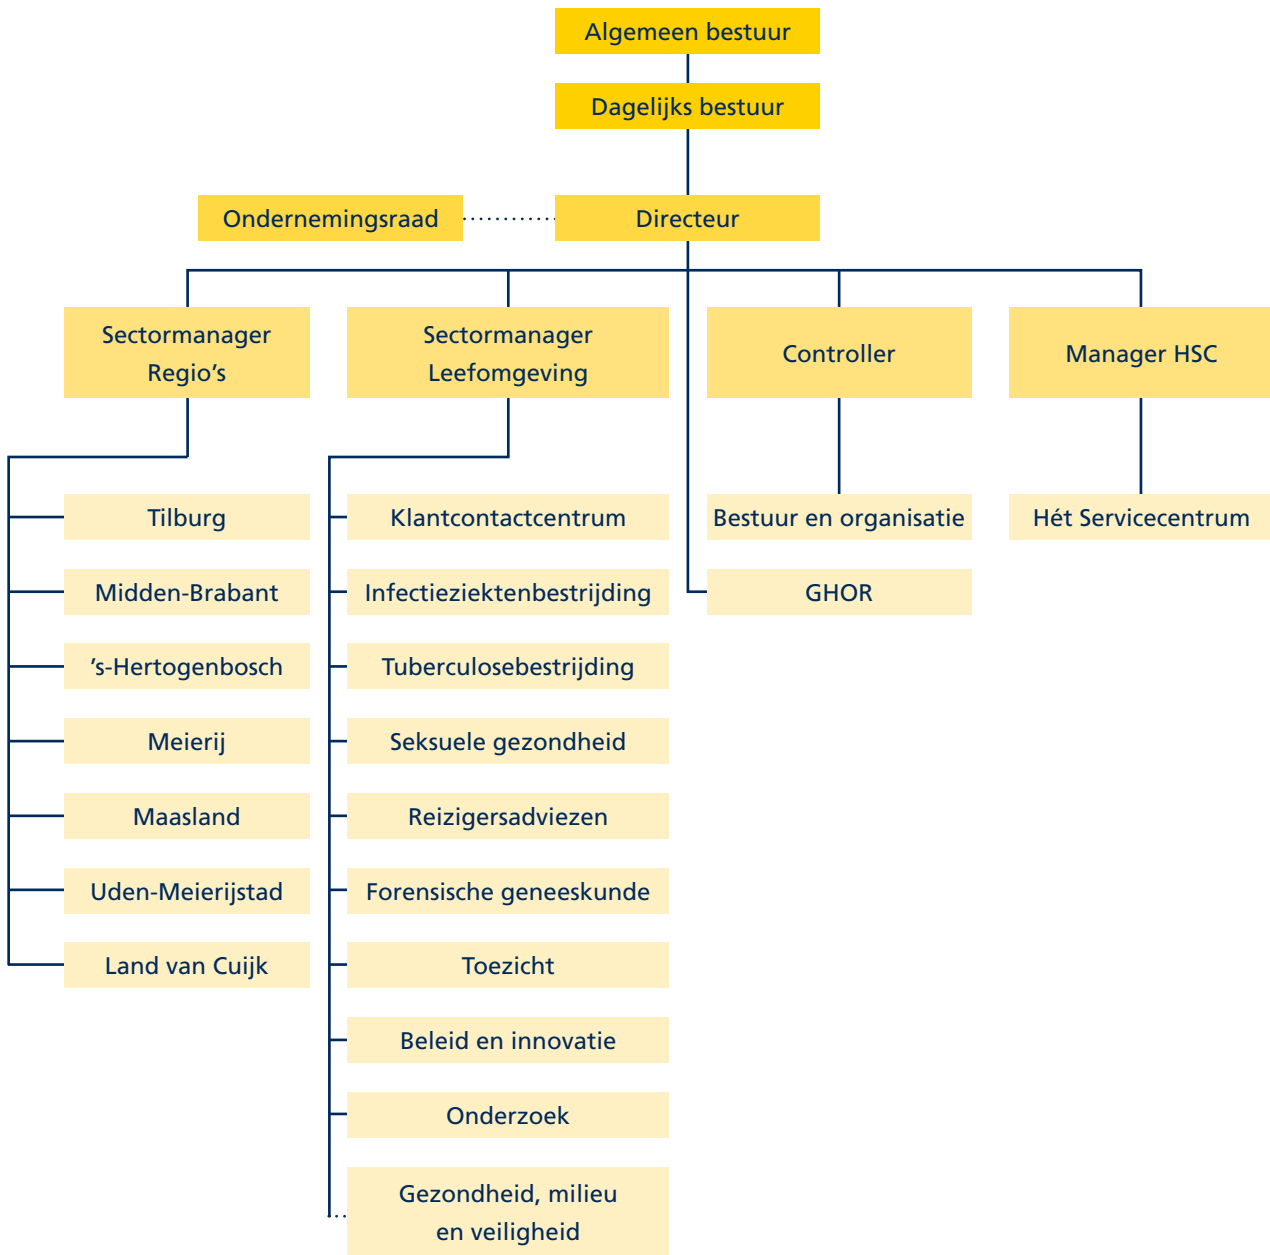 Algemeen bestuur
Dagelijks bestuur
Ondernemingsraad
Directeur
Sectormanager
Regio’s
Sectormanager
Leefomgeving
Controller
Manager HSC
Tilburg
Midden-Brabant
’s-Hertogenbosch
Meierij
Maasland
Uden-Meierijstad
Land van Cuijk
Klantcontactcentrum
Infectieziektenbestrijding
Tuberculosebestrijding
Seksuele gezondheid
Reizigersadviezen
Forensische geneeskunde
Toezicht
Beleid en innovatie
Onderzoek
Gezondheid, milieu
en veiligheid
Bestuur en organisatie
GHOR
Hét Servicecentrum